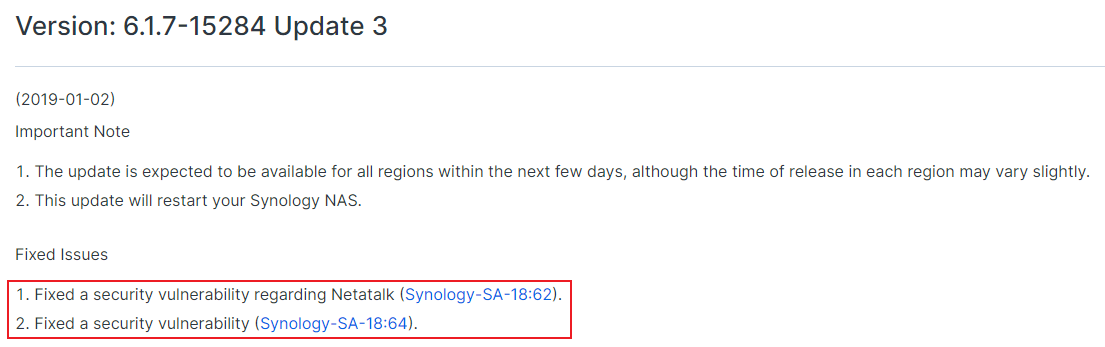 Version: 6.1.7-15284 Update 3
(2019-01-02)
Important Note
1. The update is expected to be available for all regions within the next few days, although the time of release in each region may vary slightly.
2. This update will restart your Synology NAS.
Fixed Issues
1. Fixed a security vulnerability regarding Netatalk (Synology-SA-18:62).
2. Fixed a security vulnerability (Synology-SA-18:64).